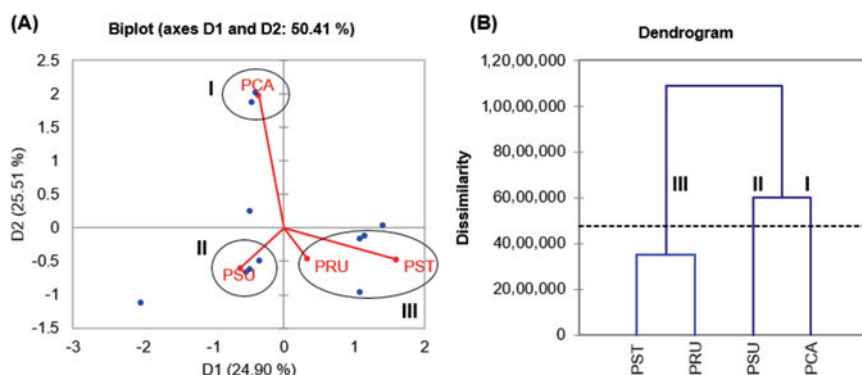 (A)
Biplot (axes D1 and D2: 50.41 %)
2.5
2
1.5
1
0.5
0
-0.5
-1
-1.5
-3
-2
-1
0
1
2
D2 (25.51 %)
D1 (24.90 %)
I
PCA
II
PSU
PRU
PST
III
(B)
Dendrogram
1,20,00,000
1,00,00,000
80,00,000
60,00,000
40,00,000
20,00,000
0
Dissimilarity
III
II
I
PST
PRU
PSU
PCA